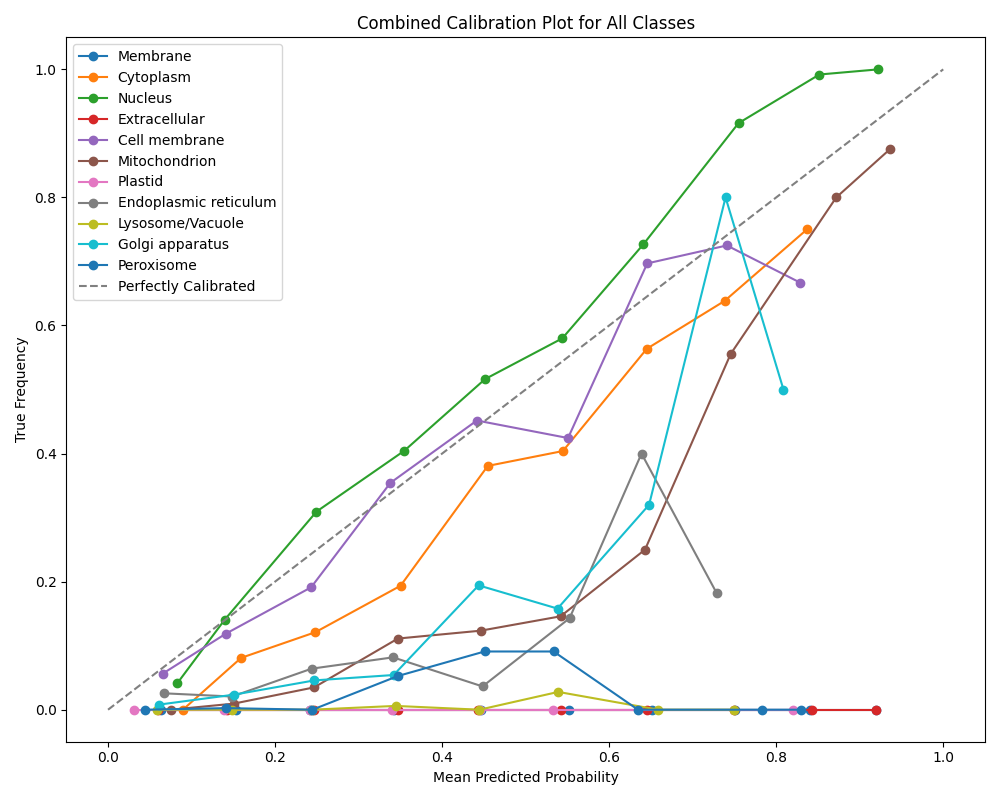 Combined Calibration Plot for All Classes
Membrane
Cytoplasm
Nucleus
Extracellular
Cell membrane
Mitochondrion
Plastid
Endoplasmic reticulum
Lysosome/Vacuole
Golgi apparatus
Peroxisome
Perfectly Calibrated
True Frequency
1.0
0.8
0.6
0.4
0.2
0.0
0.0 0.2 0.4 0.6 0.8 1.0
Mean Predicted Probability